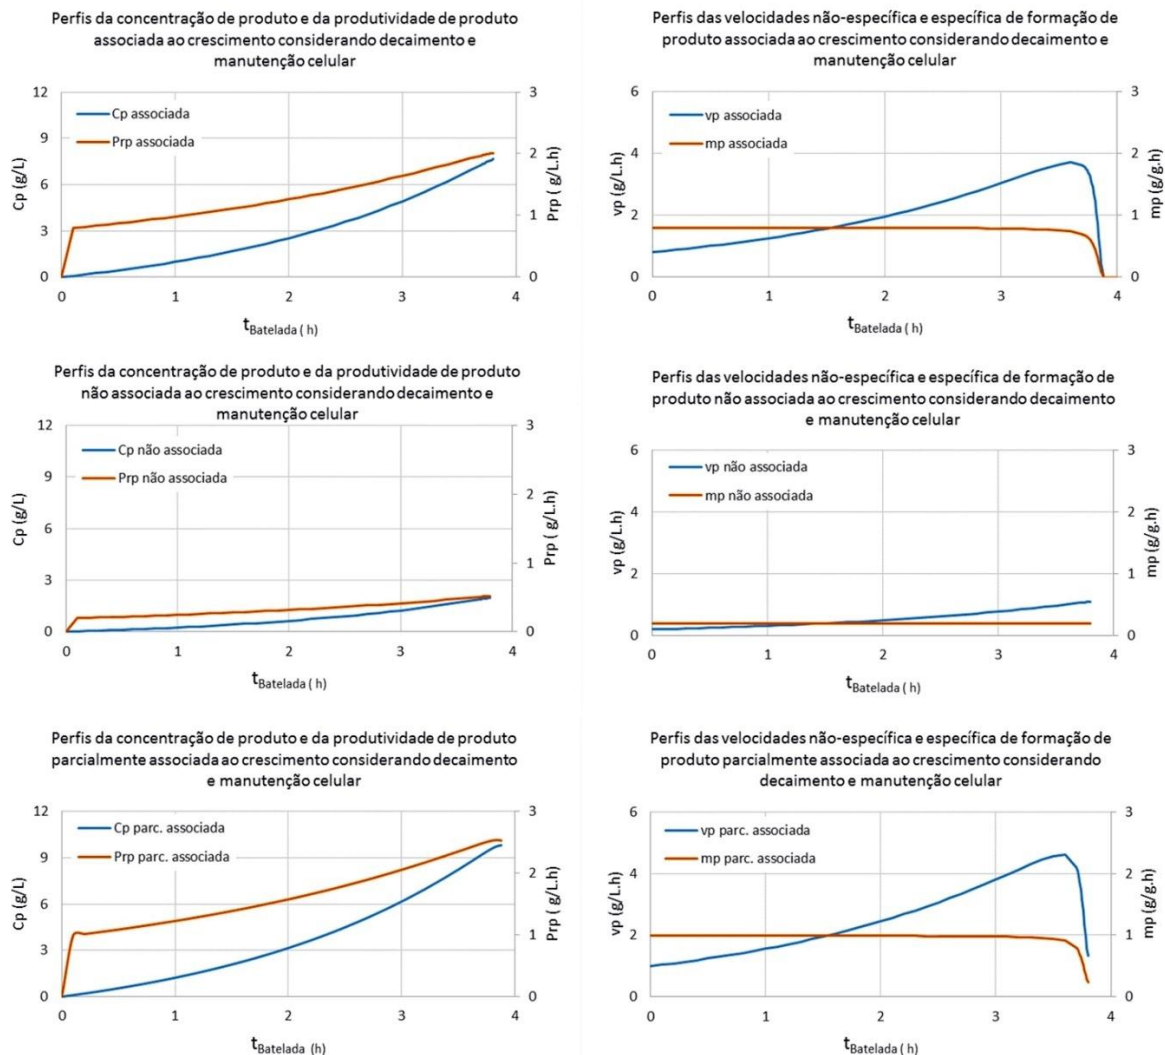 Perfis da concentração de produto e da produtividade de produto
associada ao crescimento considerando decaimento e
manutenção celular
12
9
6
3
0
Cp (g/L)
Cp associada
Prp associada
3
2
1
0
Prp ( g/L.h)
0 1 2 3 4
tBatelada ( h)
Perfis das velocidades não-específica e específica de formação de
produto associada ao crescimento considerando decaimento e
manutenção celular
6
4
2
0
vp (g/L.h)
vp associada
mp associada
3
2
1
0
mp (g/g.h)
0 1 2 3 4
tBatelada ( h)
Perfis da concentração de produto e da produtividade de produto
não associada ao crescimento considerando decaimento e
manutenção celular
12
9
6
3
0
Cp (g/L)
Cp não associada
Prp não associada
3
2
1
0
Prp ( g/L.h)
0 1 2 3 4
tBatelada ( h)
Perfis das velocidades não-específica e específica de formação de
produto não associada ao crescimento considerando decaimento
e manutenção celular
6
4
2
0
vp (g/L.h)
vp não associada
mp não associada
3
2
1
0
mp (g/g.h)
0 1 2 3 4
tBatelada ( h)
Perfis da concentração de produto e da produtividade de produto
parcialmente associada ao crescimento considerando decaimento
e manutenção celular
12
9
6
3
0
Cp (g/L)
Cp parc. associada
Prp parc. associada
3
2
1
0
Prp ( g/L.h)
0 1 2 3 4
tBatelada (h)
Perfis das velocidades não-específica e específica de formação de
produto parcialmente associada ao crescimento considerando
decaimento e manutenção celular
6
4
2
0
vp (g/L.h)
vp parc. associada
mp parc. associada
3
2
1
0
mp (g/g.h)
0 1 2 3 4
tBatelada ( h)